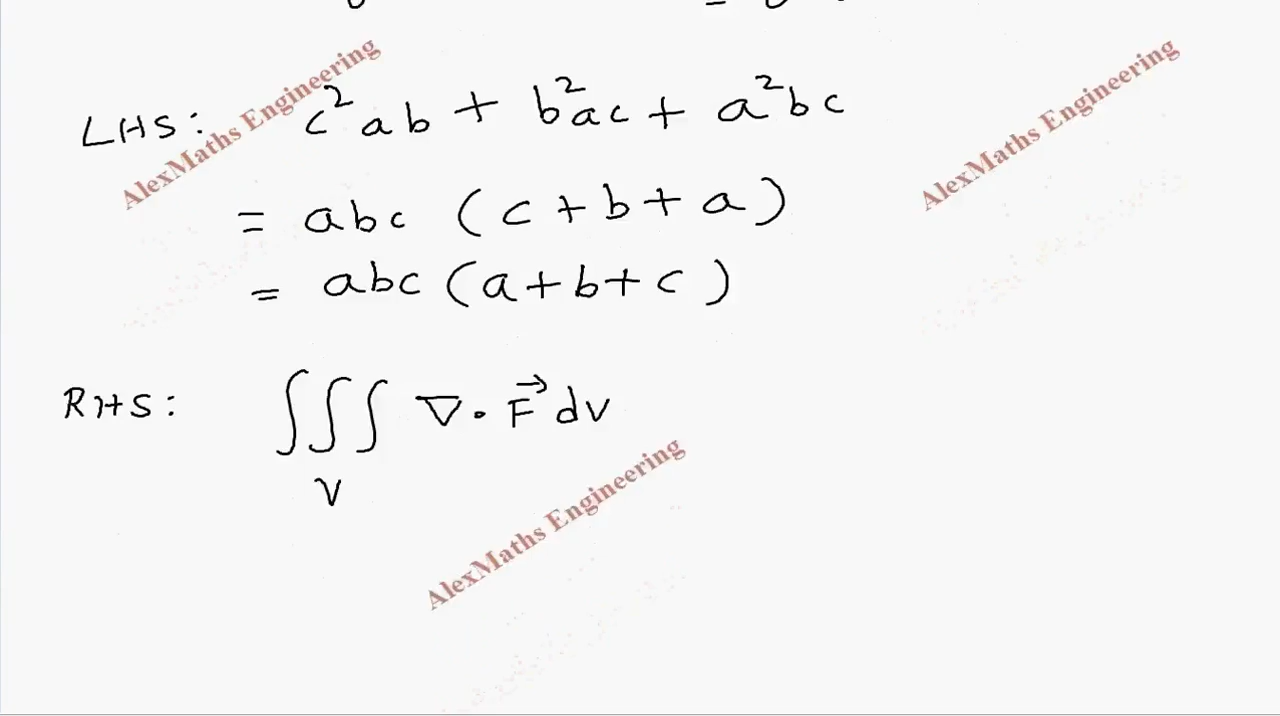 LHS: c²ab + b²ac + a²bc
= abc (c+b+a)
= abc (a+b+c)
RHS: ∭ ∇·F⃗ dv
V
AlexMaths Engineering
AlexMaths Engineering
AlexMaths Engineering